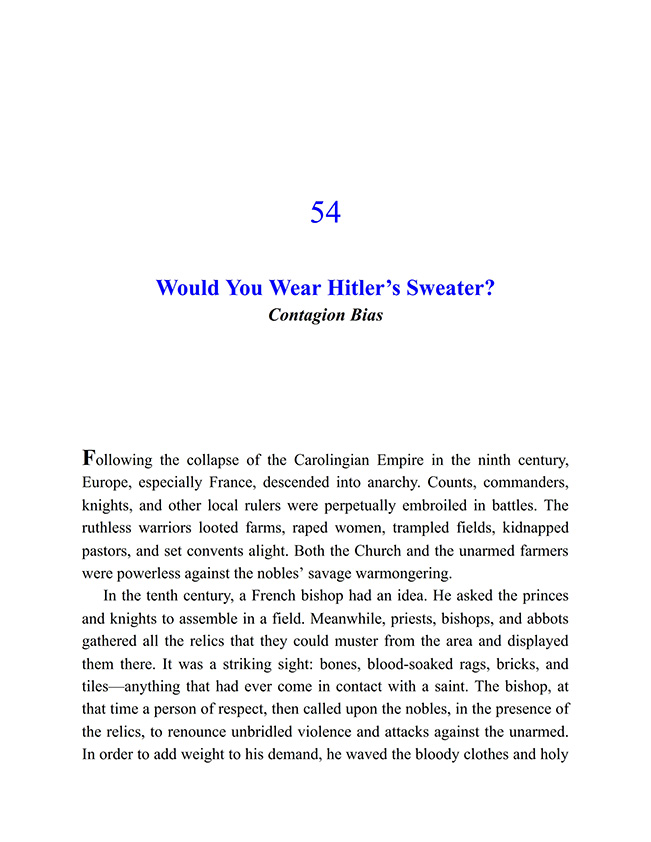 54
Would You Wear Hitler’s Sweater?
Contagion Bias
Following the collapse of the Carolingian Empire in the ninth century,
Europe, especially France, descended into anarchy. Counts, commanders,
knights, and other local rulers were perpetually embroiled in battles. The
ruthless warriors looted farms, raped women, trampled fields, kidnapped
pastors, and set convents alight. Both the Church and the unarmed farmers
were powerless against the nobles’ savage warmongering.
In the tenth century, a French bishop had an idea. He asked the princes
and knights to assemble in a field. Meanwhile, priests, bishops, and abbots
gathered all the relics that they could muster from the area and displayed
them there. It was a striking sight: bones, blood-soaked rags, bricks, and
tiles—anything that had ever come in contact with a saint. The bishop, at
that time a person of respect, then called upon the nobles, in the presence of
the relics, to renounce unbridled violence and attacks against the unarmed.
In order to add weight to his demand, he waved the bloody clothes and holy